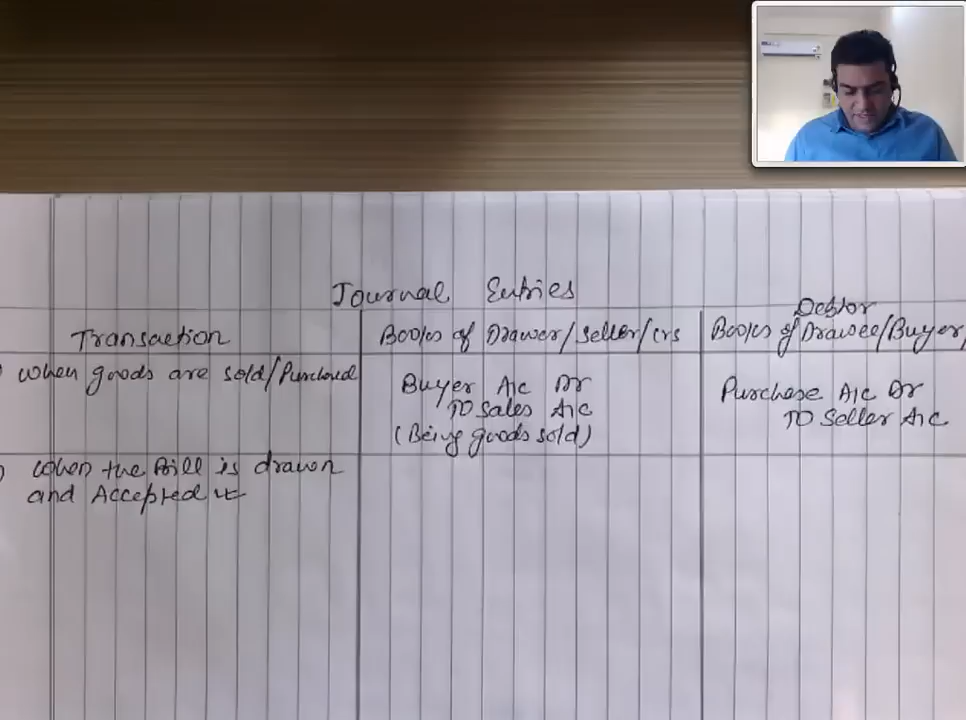 Journal Entries
Transaction
Books of Drawer/Seller/Crs
Debtor
Books of Drawee/Buyer/
) when goods are sold/Purchased
Buyer A/c Dr
To Sales A/c
(Being goods sold)
Purchase A/c Dr
To Seller A/c
) when the Bill is drawn
and Accepted it